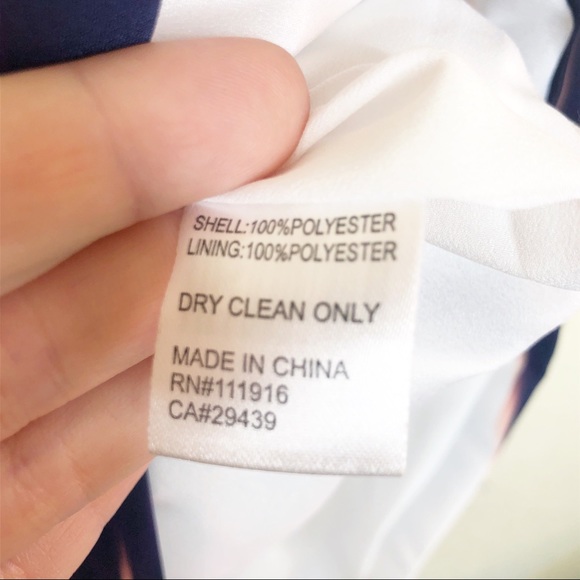 SHELL:100%POLYESTER
LINING:100%POLYESTER
DRY CLEAN ONLY
MADE IN CHINA
RN#111916
CA#29439